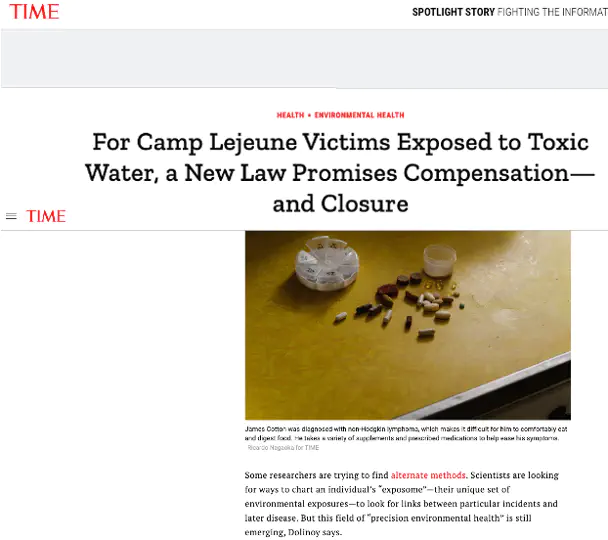 TIME
SPOTLIGHT STORY FIGHTING THE INFORMAT
HEALTH • ENVIRONMENTAL HEALTH
For Camp Lejeune Victims Exposed to Toxic
Water, a New Law Promises Compensation—
and Closure
TIME
James Cotton was diagnosed with non-Hodgkin lymphoma, which makes it difficult for him to comfortably eat
and digest food. He takes a variety of supplements and prescribed medications to help ease his symptoms.
Ricardo Nagaoka for TIME
Some researchers are trying to find alternate methods. Scientists are looking
for ways to chart an individual's “exposome”—their unique set of
environmental exposures—to look for links between particular incidents and
later disease. But this field of “precision environmental health” is still
emerging, Dolinoy says.